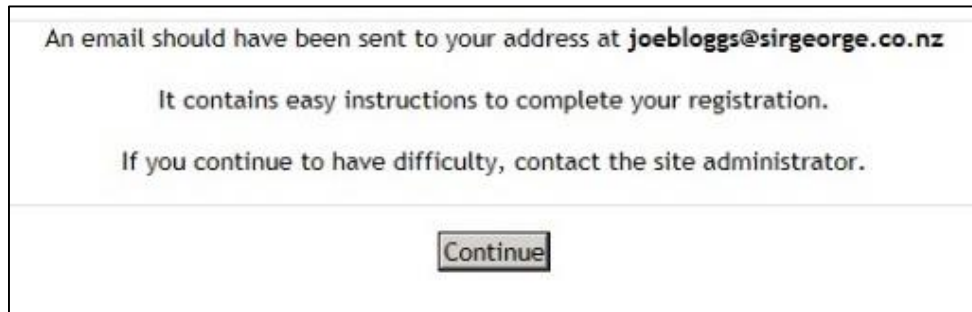 An email should have been sent to your address at joebloggs@sirgeorge.co.nz
It contains easy instructions to complete your registration.
If you continue to have difficulty, contact the site administrator.
Continue